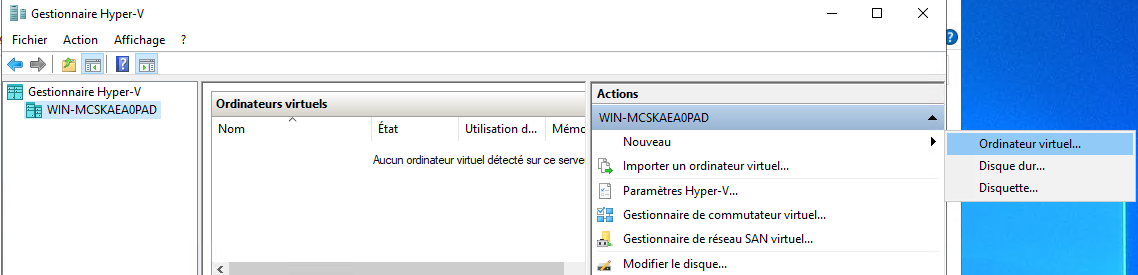 Gestionnaire Hyper-V
Fichier Action Affichage ?
Gestionnaire Hyper-V
WIN-MCSKAEA0PAD
Ordinateurs virtuels
Nom État Utilisation d... Mémo
Aucun ordinateur virtuel détecté sur ce serve
Actions
WIN-MCSKAEA0PAD
Nouveau
Importer un ordinateur virtuel...
Paramètres Hyper-V...
Gestionnaire de commutateur virtuel...
Gestionnaire de réseau SAN virtuel...
Modifier le disque...
Ordinateur virtuel...
Disque dur...
Disquette...